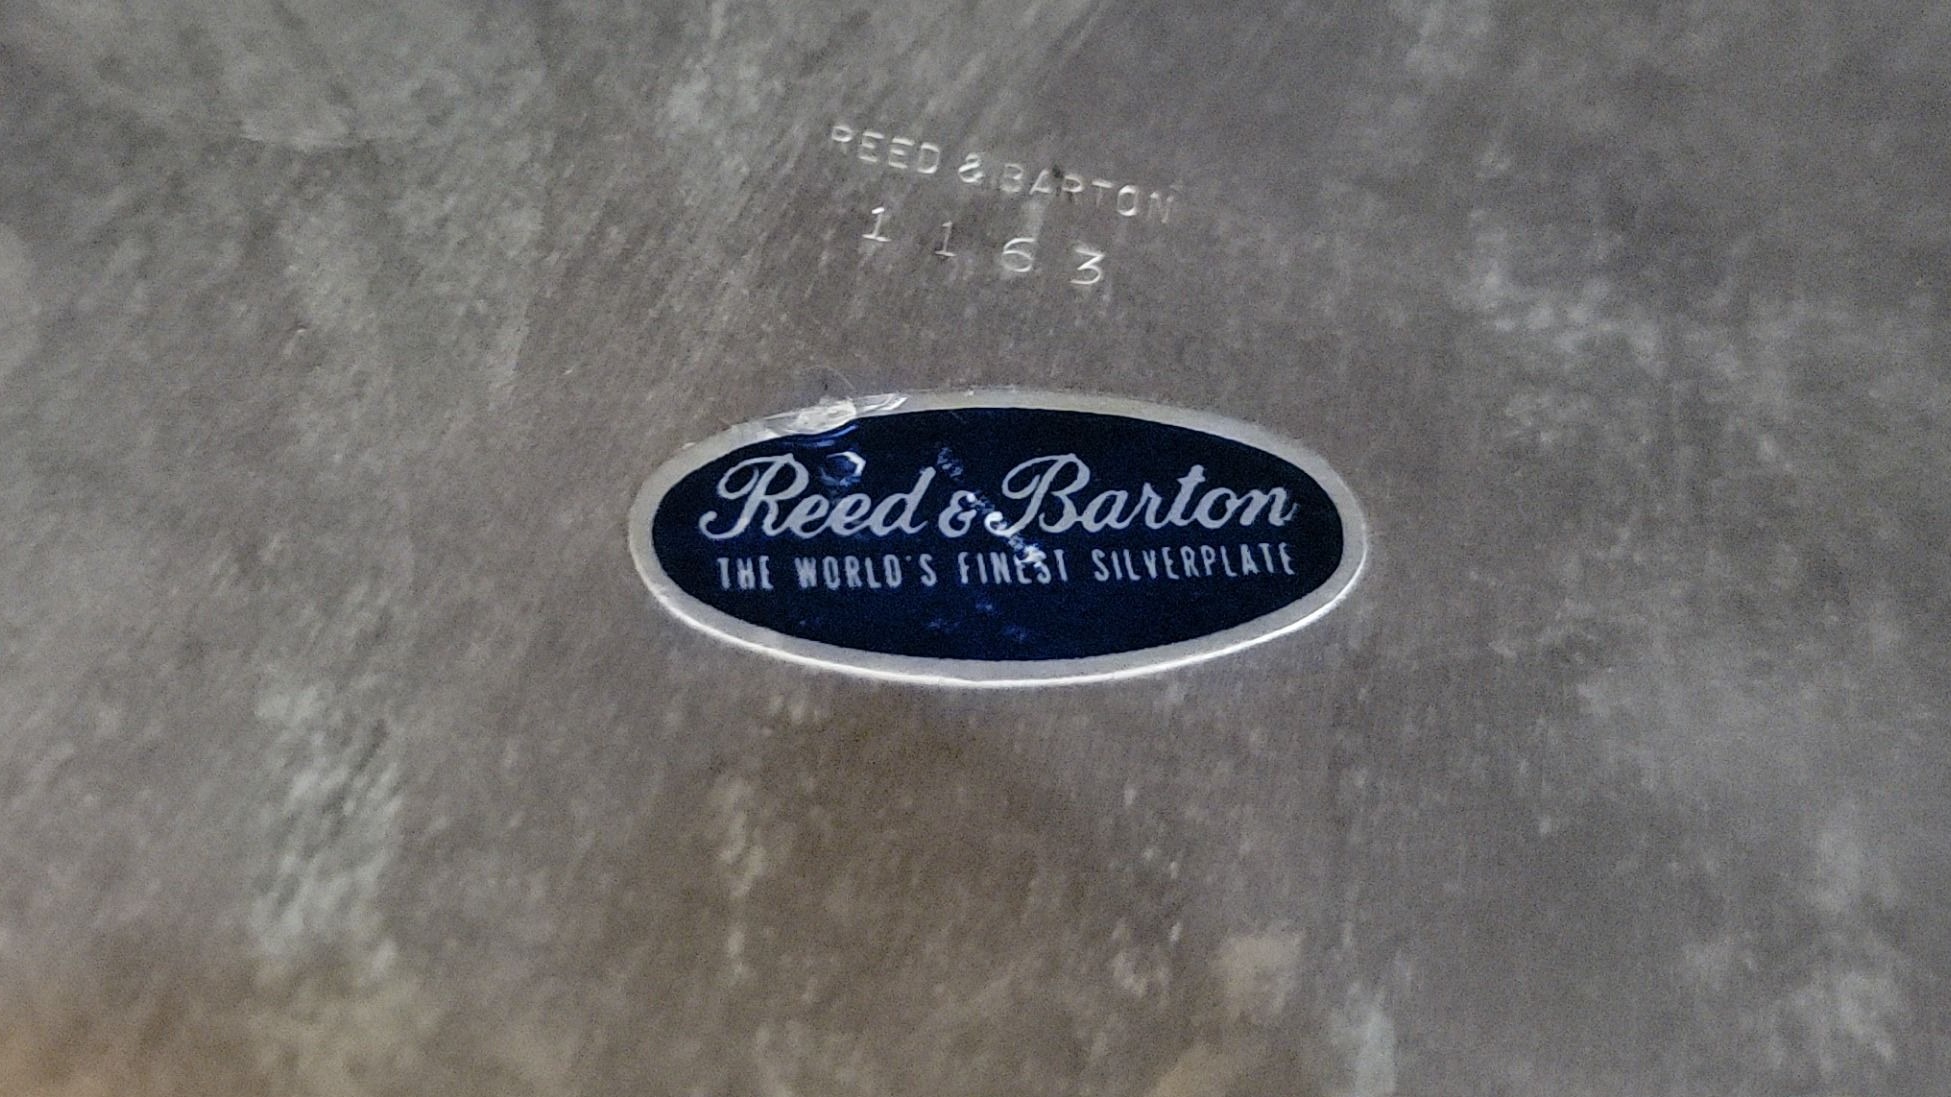 REED & BARTON
1163
Reed & Barton
THE WORLD'S FINEST SILVERPLATE